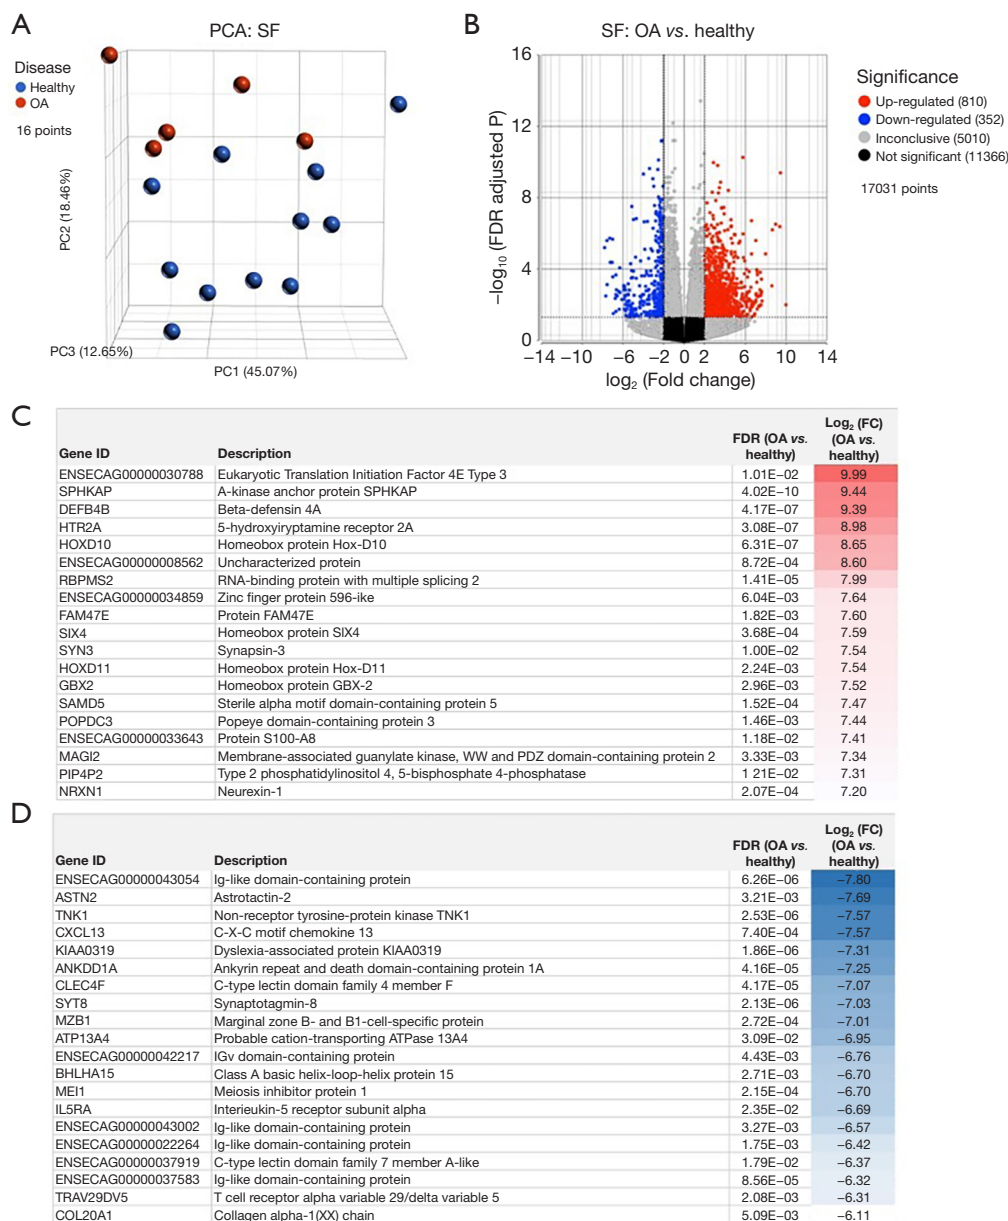 A
PCA: SF
Disease
Healthy
OA
16 points
PC2 (18.46%)
PC3 (12.65%)
PC1 (45.07%)
B
SF: OA vs. healthy
16
12
8
4
0
−log10 (FDR adjusted P)
−14 −10 −6 −2 0 2 6 10 14
log2 (Fold change)
Significance
Up-regulated (810)
Down-regulated (352)
Inconclusive (5010)
Not significant (11366)
17031 points
C
Gene ID Description FDR (OA vs. healthy) Log2 (FC) (OA vs. healthy)
ENSECAG00000030788 Eukaryotic Translation Initiation Factor 4E Type 3 1.01E−02 9.99
SPHKAP A-kinase anchor protein SPHKAP 4.02E−10 9.44
DEFB4B Beta-defensin 4A 4.17E−07 9.39
HTR2A 5-hydroxyiryptamine receptor 2A 3.08E−07 8.98
HOXD10 Homeobox protein Hox-D10 6.31E−07 8.65
ENSECAG00000008562 Uncharacterized protein 8.72E−04 8.60
RBPMS2 RNA-binding protein with multiple splicing 2 1.41E−05 7.99
ENSECAG00000034859 Zinc finger protein 596-ike 6.04E−03 7.64
FAM47E Protein FAM47E 1.82E−03 7.60
SIX4 Homeobox protein SIX4 3.68E−04 7.59
SYN3 Synapsin-3 1.00E−02 7.54
HOXD11 Homeobox protein Hox-D11 2.24E−03 7.54
GBX2 Homeobox protein GBX-2 2.96E−03 7.52
SAMD5 Sterile alpha motif domain-containing protein 5 1.52E−04 7.47
POPDC3 Popeye domain-containing protein 3 1.46E−03 7.44
ENSECAG00000033643 Protein S100-A8 1.18E−02 7.41
MAGI2 Membrane-associated guanylate kinase, WW and PDZ domain-containing protein 2 3.33E−03 7.34
PIP4P2 Type 2 phosphatidylinositol 4, 5-bisphosphate 4-phosphatase 1 21E−02 7.31
NRXN1 Neurexin-1 2.07E−04 7.20
D
Gene ID Description FDR (OA vs. healthy) Log2 (FC) (OA vs. healthy)
ENSECAG00000043054 Ig-like domain-containing protein 6.26E−06 −7.80
ASTN2 Astrotactin-2 3.21E−03 −7.69
TNK1 Non-receptor tyrosine-protein kinase TNK1 2.53E−06 −7.57
CXCL13 C-X-C motif chemokine 13 7.40E−04 −7.57
KIAA0319 Dyslexia-associated protein KIAA0319 1.86E−06 −7.31
ANKDD1A Ankyrin repeat and death domain-containing protein 1A 4.16E−05 −7.25
CLEC4F C-type lectin domain family 4 member F 4.17E−05 −7.07
SYT8 Synaptotagmin-8 2.13E−06 −7.03
MZB1 Marginal zone B- and B1-cell-specific protein 2.72E−04 −7.01
ATP13A4 Probable cation-transporting ATPase 13A4 3.09E−02 −6.95
ENSECAG00000042217 IGv domain-containing protein 4.43E−03 −6.76
BHLHA15 Class A basic helix-loop-helix protein 15 2.71E−03 −6.70
MEI1 Meiosis inhibitor protein 1 2.15E−04 −6.70
IL5RA Interieukin-5 receptor subunit alpha 2.35E−02 −6.69
ENSECAG00000043002 Ig-like domain-containing protein 3.27E−03 −6.57
ENSECAG00000022264 Ig-like domain-containing protein 1.75E−03 −6.42
ENSECAG00000037919 C-type lectin domain family 7 member A-like 1.79E−02 −6.37
ENSECAG00000037583 Ig-like domain-containing protein 8.56E−05 −6.32
TRAV29DV5 T cell receptor alpha variable 29/delta variable 5 2.08E−03 −6.31
COL20A1 Collagen alpha-1(XX) chain 5.09E−03 −6.11